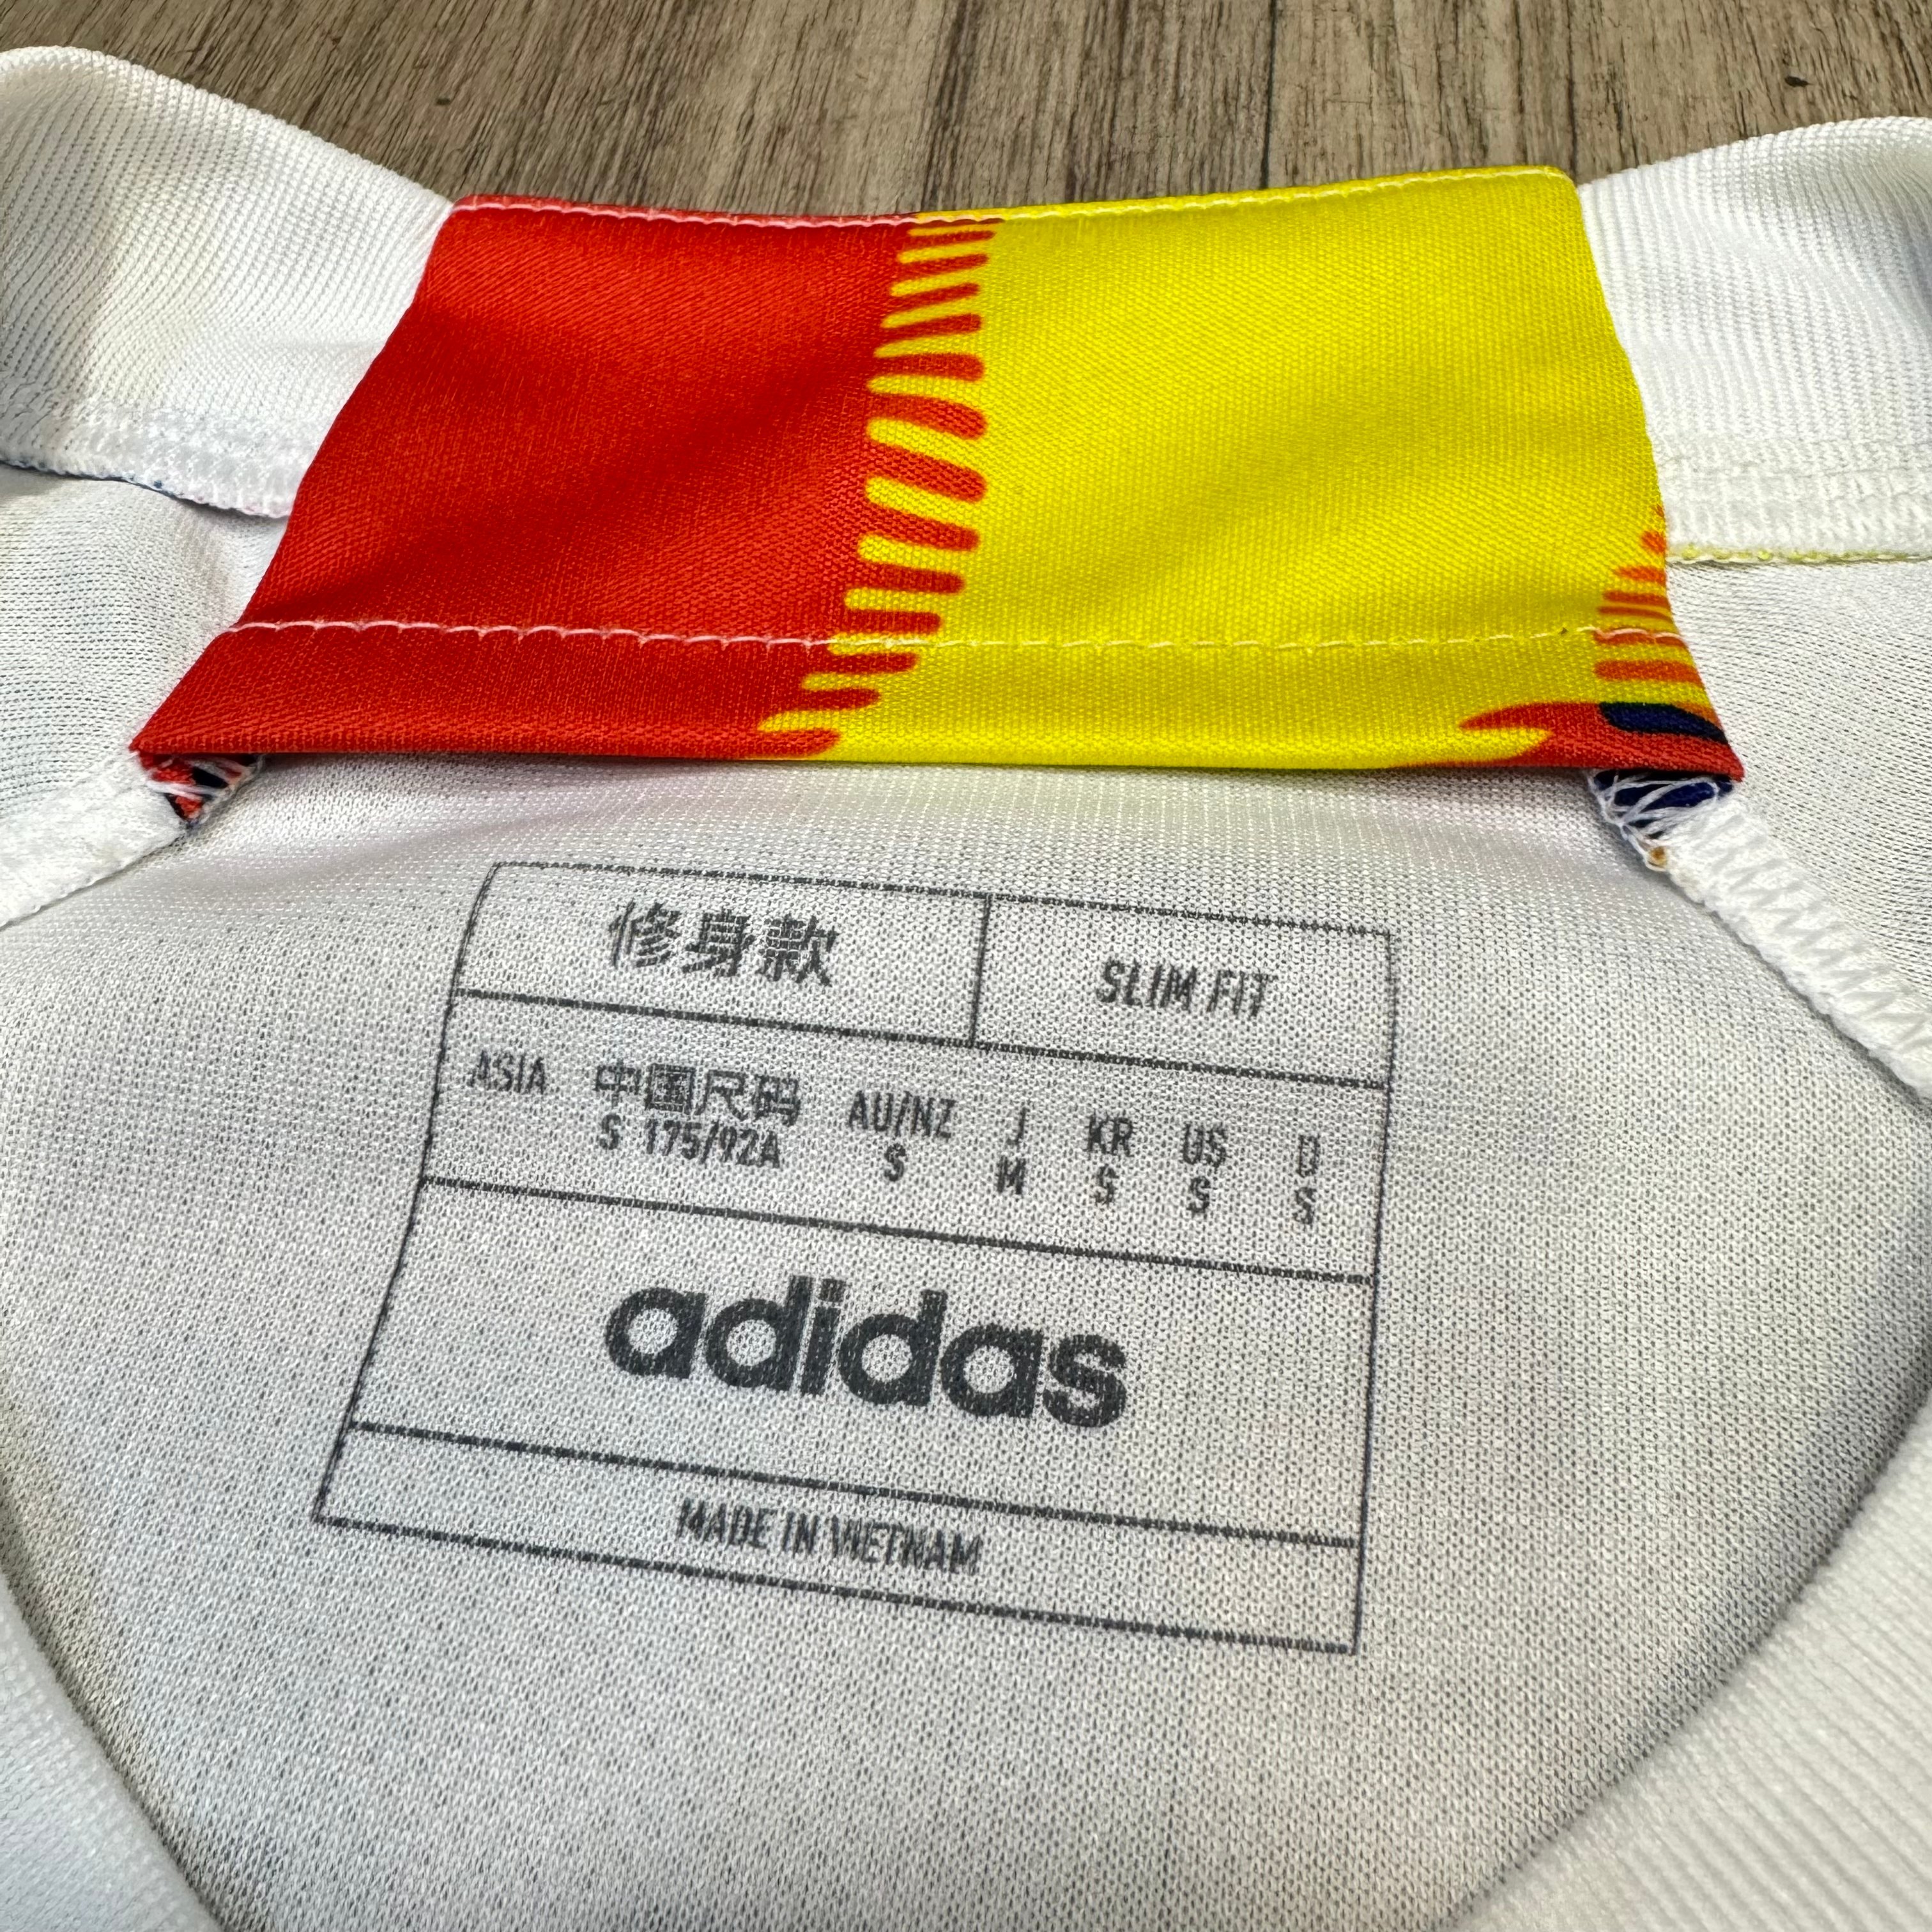 修身款 SLIM FIT
ASIA 中国尺码 AU/NZ J KR US D
S 175/92A S M S S S
adidas
MADE IN VIETNAM